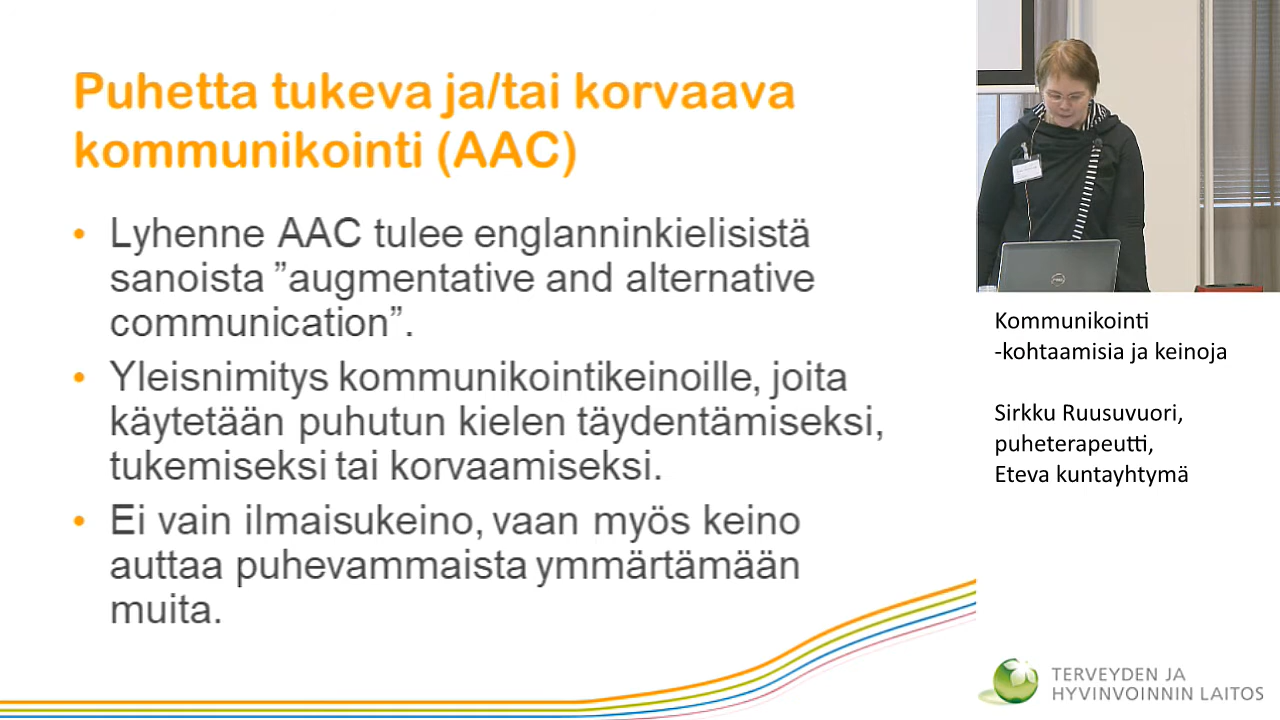 Puhetta tukeva ja/tai korvaava
kommunikointi (AAC)
• Lyhenne AAC tulee englanninkielisistä
sanoista ”augmentative and alternative
communication”.
• Yleisnimitys kommunikointikeinoille, joita
käytetään puhutun kielen täydentämiseksi,
tukemiseksi tai korvaamiseksi.
• Ei vain ilmaisukeino, vaan myös keino
auttaa puhevammaista ymmärtämään
muita.
Kommunikointi
-kohtaamisia ja keinoja
Sirkku Ruusuvuori,
puheterapeutti,
Eteva kuntayhtymä
TERVEYDEN JA
HYVINVOINNIN LAITOS